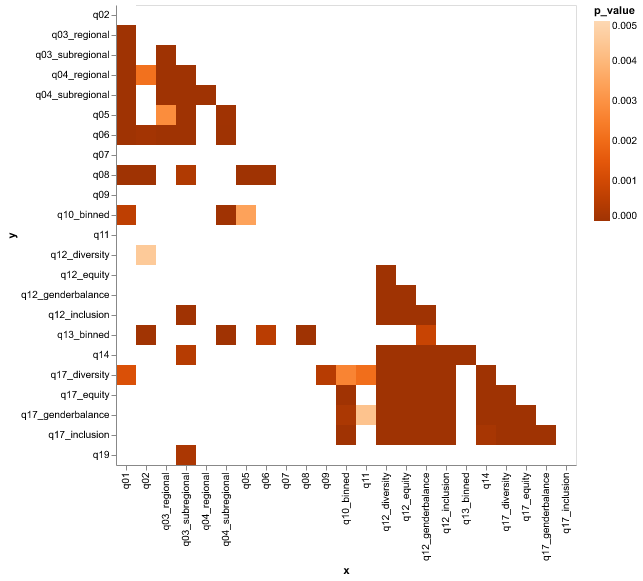 p_value
0.005
0.004
0.003
0.002
0.001
0.000
y
q02
q03_regional
q03_subregional
q04_regional
q04_subregional
q05
q06
q07
q08
q09
q10_binned
q11
q12_diversity
q12_equity
q12_genderbalance
q12_inclusion
q13_binned
q14
q17_diversity
q17_equity
q17_genderbalance
q17_inclusion
q19
q01
q02
q03_regional
q03_subregional
q04_regional
q04_subregional
q05
q06
q07
q08
q09
q10_binned
q11
q12_diversity
q12_equity
q12_genderbalance
q12_inclusion
q13_binned
q14
q17_diversity
q17_equity
q17_genderbalance
q17_inclusion
x